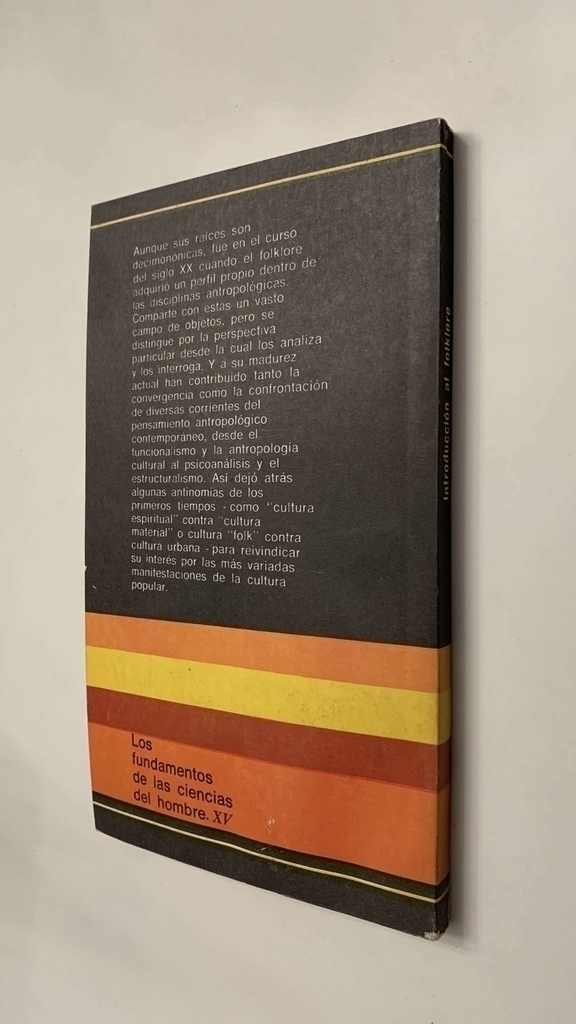 Aunque sus raíces son
decimonónicas, fue en el curso
del siglo XX cuando el folklore
adquirió un perfil propio dentro de
las disciplinas antropológicas.
Comparte con éstas un vasto
campo de objetos, pero se
distingue por la perspectiva
particular desde la cual los analiza
y los interroga. Y a su madurez
actual han contribuido tanto la
convergencia como la confrontación
de diversas corrientes del
pensamiento antropológico
contemporáneo, desde el
funcionalismo y la antropología
cultural al psicoanálisis y el
estructuralismo. Así dejó atrás
algunas antinomias de los
primeros tiempos -como "cultura
espiritual" contra "cultura
material" o cultura "folk" contra
cultura urbana- para reivindicar
su interés por las más variadas
manifestaciones de la cultura
popular.
Los
fundamentos
de las ciencias
del hombre. XV
Introducción al folklore